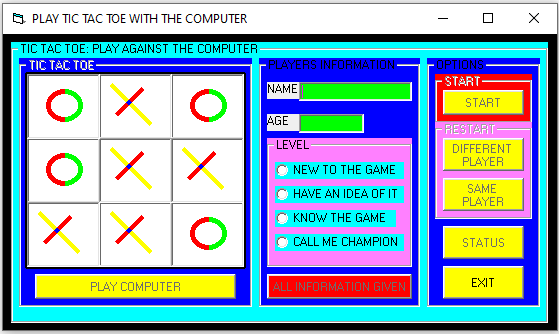 PLAY TIC TAC TOE WITH THE COMPUTER
TIC TAC TOE: PLAY AGAINST THE COMPUTER
TIC TAC TOE
PLAY COMPUTER
PLAYERS INFORMATION
NAME
AGE
LEVEL
NEW TO THE GAME
HAVE AN IDEA OF IT
KNOW THE GAME
CALL ME CHAMPION
ALL INFORMATION GIVEN
OPTIONS
START
START
RESTART
DIFFERENT
PLAYER
SAME
PLAYER
STATUS
EXIT